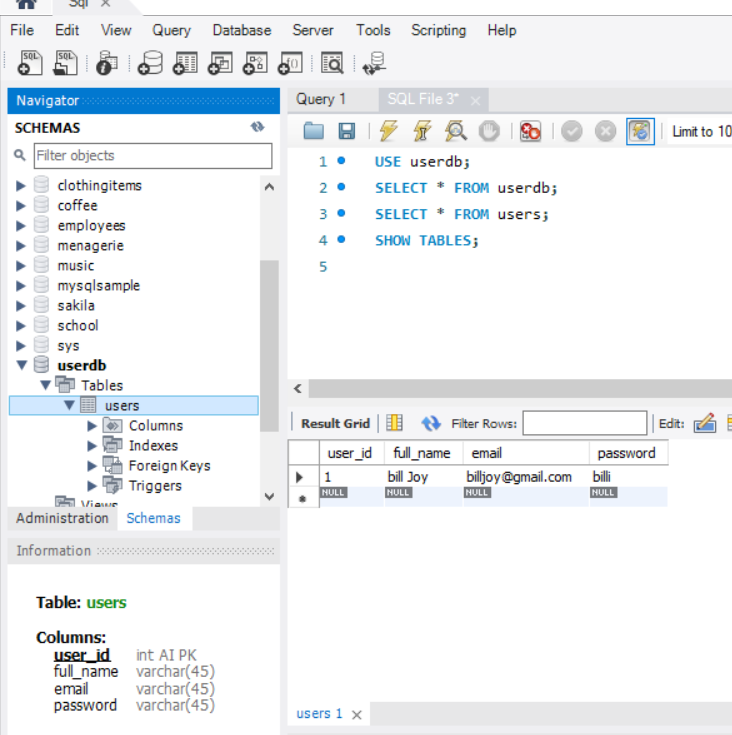 Sql ×
File Edit View Query Database Server Tools Scripting Help
SQL SQL
Navigator
Query 1
SQL File 3* ×
SCHEMAS
Filter objects
Limit to 10
clothingitems
coffee
employees
menagerie
music
mysqlsample
sakila
school
sys
userdb
Tables
users
Columns
Indexes
Foreign Keys
Triggers
Views
Administration Schemas
1 USE userdb;
2 SELECT * FROM userdb;
3 SELECT * FROM users;
4 SHOW TABLES;
5
Result Grid Filter Rows: Edit:
user_id full_name email password
1 bill Joy billjoy@gmail.com billi
NULL NULL NULL NULL
Information
Table: users
Columns:
user_id int AI PK
full_name varchar(45)
email varchar(45)
password varchar(45)
users 1 ×